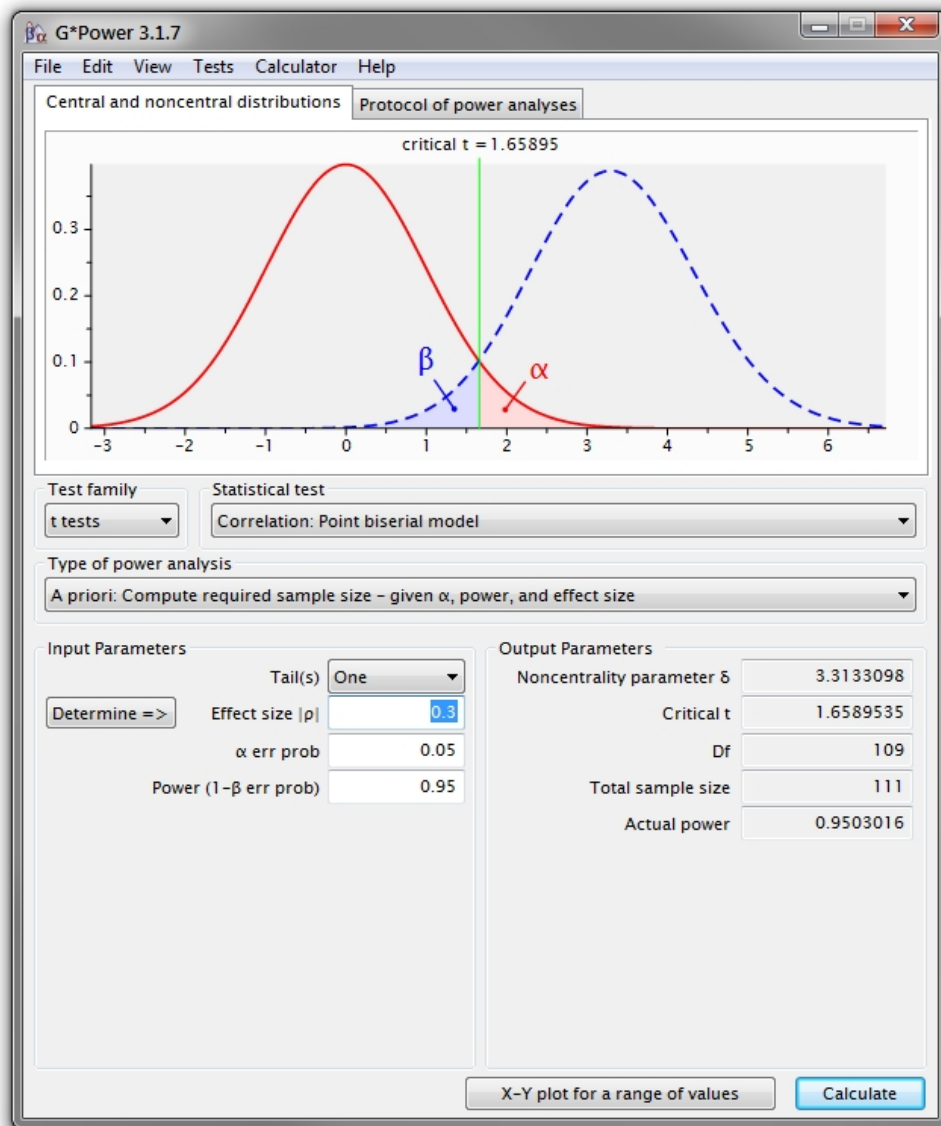 βα G*Power 3.1.7
File Edit View Tests Calculator Help
Central and noncentral distributions Protocol of power analyses
critical t = 1.65895
0.3
0.2
0.1
0
β
α
-3 -2 -1 0 1 2 3 4 5 6
Test family Statistical test
t tests Correlation: Point biserial model
Type of power analysis
A priori: Compute required sample size – given α, power, and effect size
Input Parameters
Tail(s) One
Determine => Effect size |ρ| 0.3
α err prob 0.05
Power (1-β err prob) 0.95
Output Parameters
Noncentrality parameter δ 3.3133098
Critical t 1.6589535
Df 109
Total sample size 111
Actual power 0.9503016
X-Y plot for a range of values Calculate